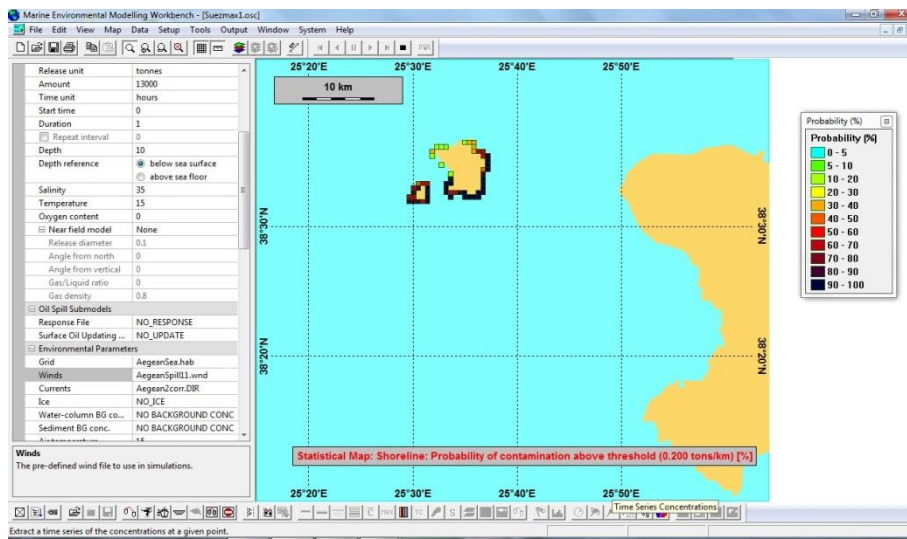 Marine Environmental Modelling Workbench - [Suezmax1.osc]
File Edit View Map Data Setup Tools Output Window System Help
Release unit tonnes
Amount 13000
Time unit hours
Start time 0
Duration 1
Repeat interval 0
Depth 10
Depth reference below sea surface
above sea floor
Salinity 35
Temperature 15
Oxygen content 0
Near field model None
Release diameter 0.1
Angle from north 0
Angle from vertical 0
Gas/Liquid ratio 0
Gas density 0.8
Oil Spill Submodels
Response File NO_RESPONSE
Surface Oil Updating ... NO_UPDATE
Environmental Parameters
Grid AegeanSea.hab
Winds AegeanSpill11.wnd
Currents Aegean2corr.DIR
Ice NO_ICE
Water-column BG co... NO BACKGROUND CONC
Sediment BG conc. NO BACKGROUND CONC
Winds
The pre-defined wind file to use in simulations.
25°20'E 25°30'E 25°40'E 25°50'E
10 km
38°30'N 38°30'N
38°20'N 38°20'N
Statistical Map: Shoreline: Probability of contamination above threshold (0.200 tons/km) [%]
25°20'E 25°30'E 25°40'E 25°50'E
Probability (%)
Probability (%)
0 - 5
5 - 10
10 - 20
20 - 30
30 - 40
40 - 50
50 - 60
60 - 70
70 - 80
80 - 90
90 - 100
Time Series Concentrations
Extract a time series of the concentrations at a given point.